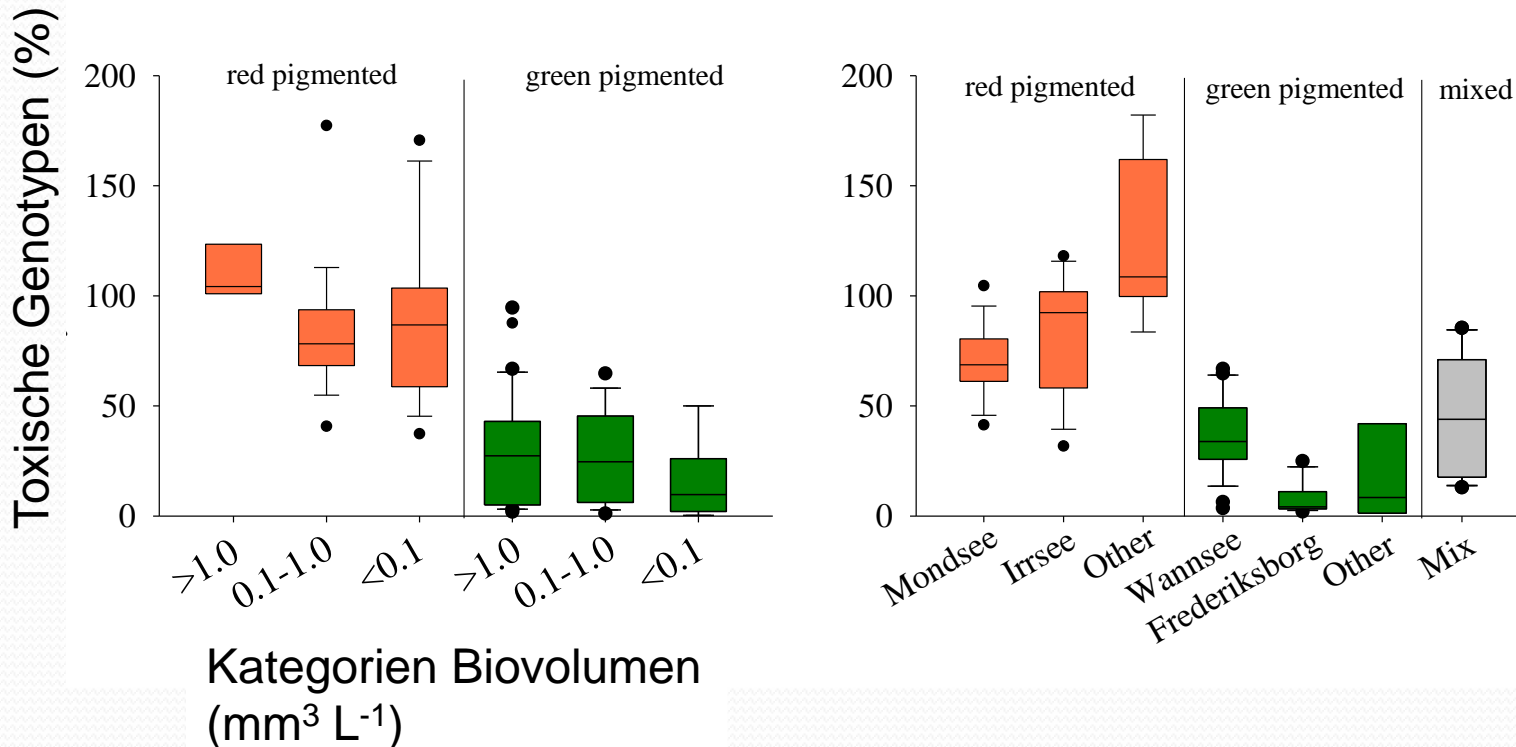 Toxische Genotypen (%)
200
150
100
50
0
red pigmented
green pigmented
>1.0
0.1-1.0
<0.1
>1.0
0.1-1.0
<0.1
Kategorien Biovolumen
(mm³ L⁻¹)
200
150
100
50
0
red pigmented
green pigmented
mixed
Mondsee
Irrsee
Other
Wannsee
Frederiksborg
Other
Mix